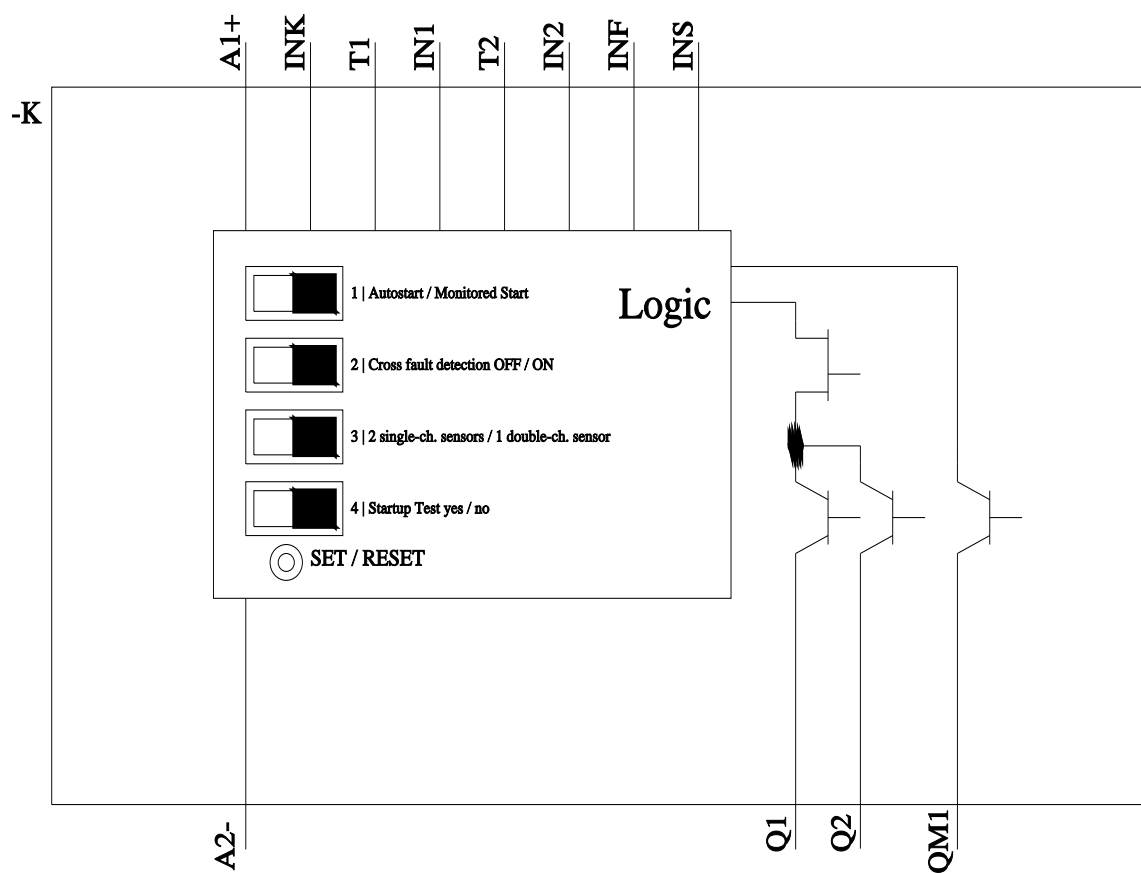 A1+
INK
T1
IN1
T2
IN2
INF
INS
-K
1 | Autostart / Monitored Start
Logic
2 | Cross fault detection OFF / ON
3 | 2 single-ch. sensors / 1 double-ch. sensor
4 | Startup Test yes / no
SET / RESET
A2-
Q1
Q2
QM1